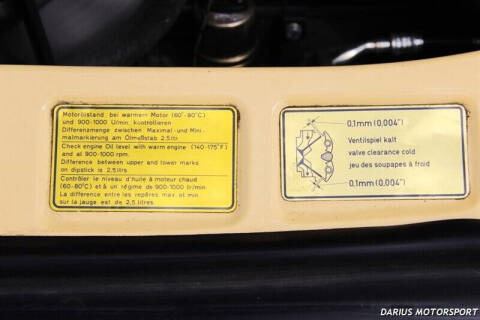 Motorölstand: bei warmem Motor (60°-80°C)
und 900-1000 U/min. kontrollieren
Differenzmenge zwischen Maximal-und Mini-
malmarkierung am Ölmeßstab 2.5 liter
Check engine Oil level with warm engine (140-175°F)
and at 900-1000 rpm.
Difference between upper and lower marks
on dipstick is 2,5 ltrs
Contrôler le niveau d'huile à moteur chaud
(60-80°C) et à un régime de 900-1000 tr/min.
La difference entre les repères max. et min
sur la jauge est de 2,5 litres.
0,1mm (0,004")
Ventilspiel kalt
valve clearance cold
jeu des soupapes à froid
0,1mm (0,004")
DARIUS MOTORSPORT